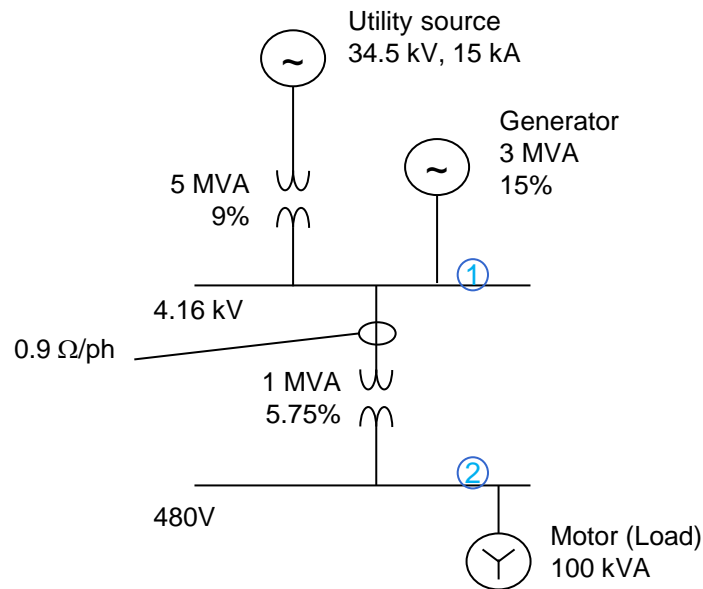 Utility source
34.5 kV, 15 kA
~
Generator
3 MVA
15%
~
5 MVA
9%
1
4.16 kV
0.9 Ω/ph
1 MVA
5.75%
2
480V
Motor (Load)
100 kVA